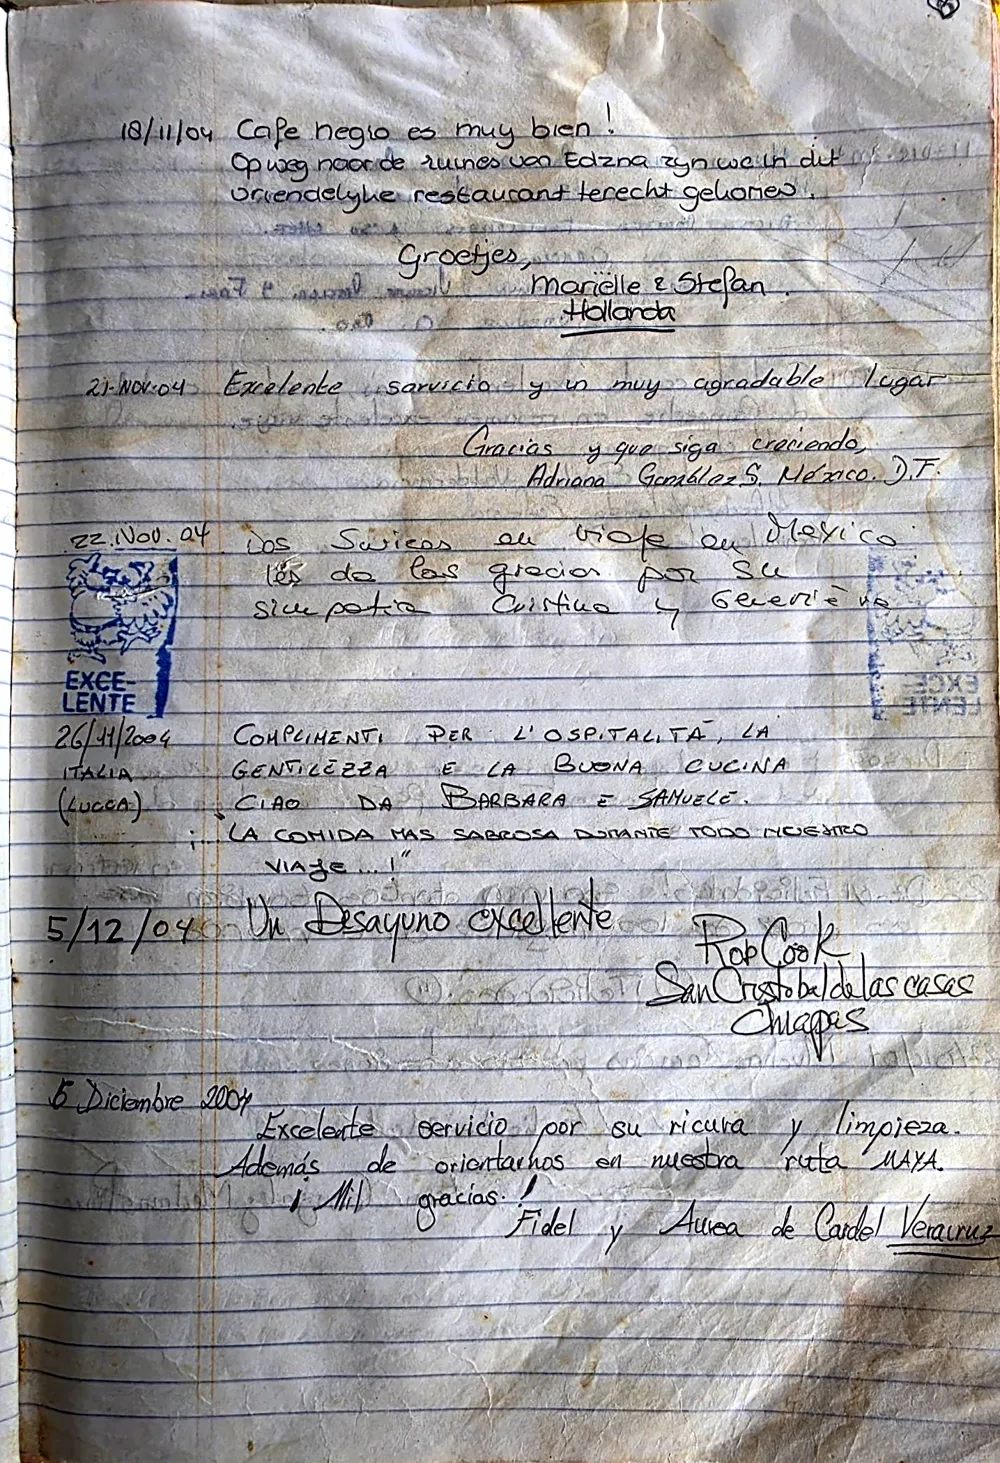 18/11/04 Cafe negro es muy bien!
Op weg naar de ruines van Edzna zyn we in dit
vriendelyke restaurant terecht gekomen.
Groetjes,
Mariëlle & Stefan.
Hollanda
21-NOV-04 Excelente servicio y un muy agradable lugar
Gracias y que siga creciendo,
Adriana González S. México. D.F.
22.Nov.04 Dos Suizas en viaje en Mexico
les da las gracias por su
simpatia Cristina y Geneviève
EXCE-
LENTE
26/11/2004 COMPLIMENTI PER L'OSPITALITÀ, LA
ITALIA GENTILEZZA E LA BUONA CUCINA
(LUCCA) CIAO DA BARBARA E SAMUELE.
¡... "LA COMIDA MAS SABROSA DURANTE TODO NUESTRO
VIAJE ...!"
5/12/04 Un Desayuno excellente
Rop Cook
San Cristobal de las casas
Chiapas
5 Diciembre 2004
Excelente servicio por su ricura y limpieza.
Además de orientarnos en nuestra rutta MAYA.
¡Mil gracias!
Fidel y Aurea de Cardel Veracruz